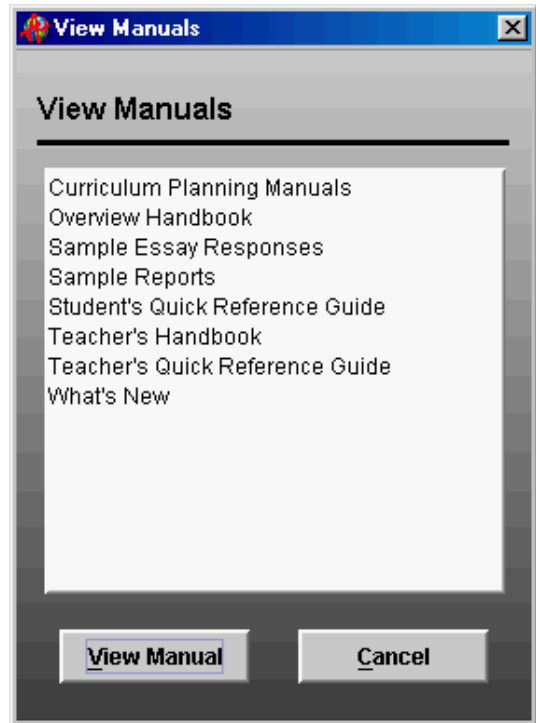 View Manuals
View Manuals
Curriculum Planning Manuals
Overview Handbook
Sample Essay Responses
Sample Reports
Student's Quick Reference Guide
Teacher's Handbook
Teacher's Quick Reference Guide
What's New
View Manual
Cancel